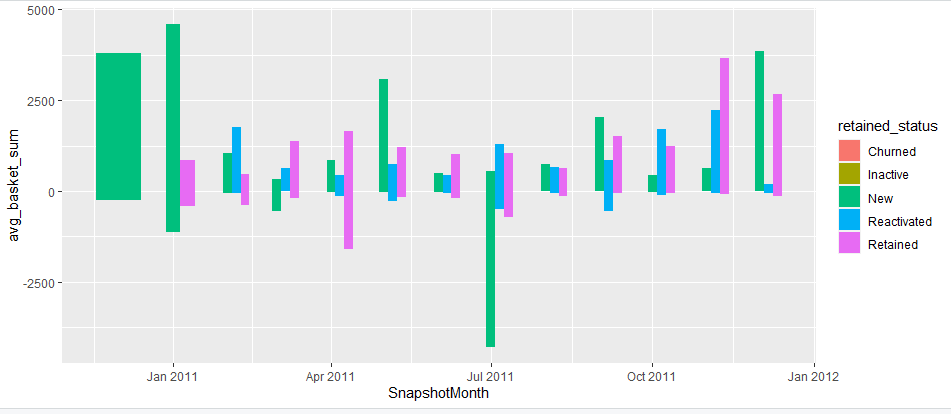 5000
2500
0
-2500
avg_basket_sum
Jan 2011
Apr 2011
Jul 2011
Oct 2011
Jan 2012
SnapshotMonth
retained_status
Churned
Inactive
New
Reactivated
Retained